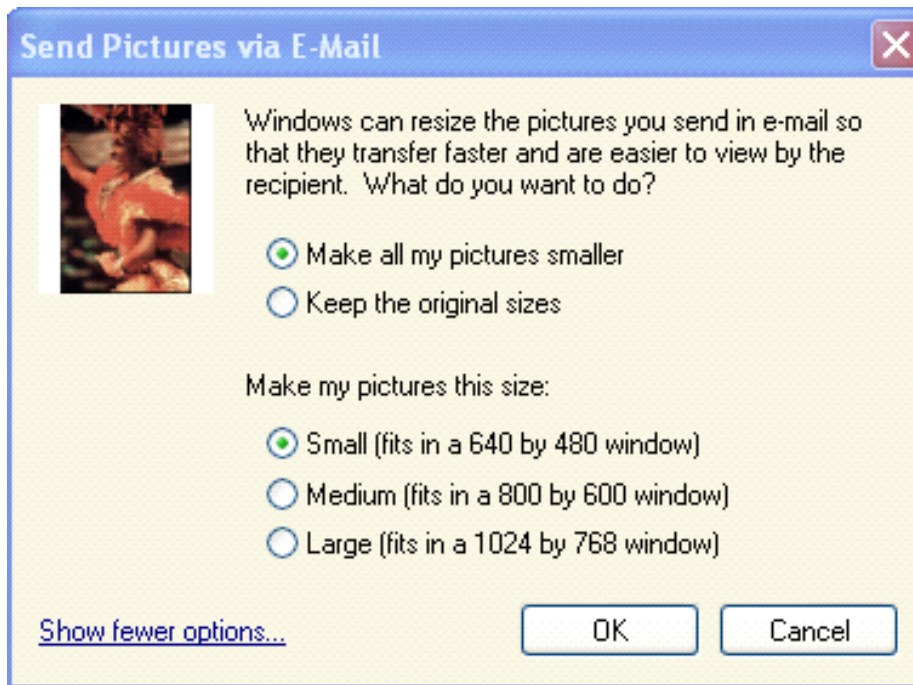 Send Pictures via E-Mail
Windows can resize the pictures you send in e-mail so
that they transfer faster and are easier to view by the
recipient.  What do you want to do?
Make all my pictures smaller
Keep the original sizes
Make my pictures this size:
Small (fits in a 640 by 480 window)
Medium (fits in a 800 by 600 window)
Large (fits in a 1024 by 768 window)
Show fewer options...
OK
Cancel